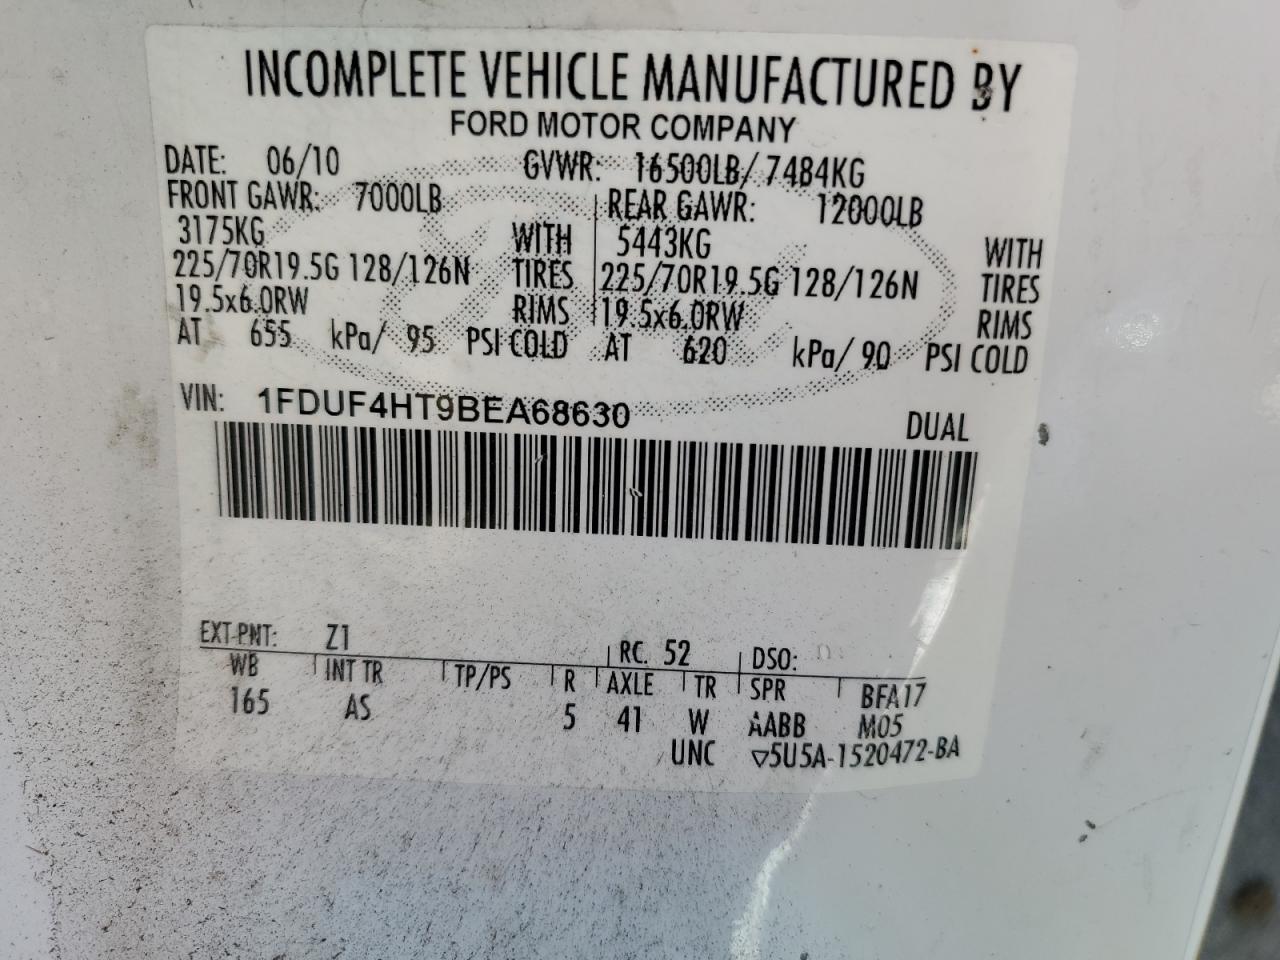 INCOMPLETE VEHICLE MANUFACTURED BY
FORD MOTOR COMPANY
DATE: 06/10 GVWR: 16500LB/ 7484KG
FRONT GAWR: 7000LB REAR GAWR: 12000LB
3175KG WITH 5443KG WITH
225/70R19.5G 128/126N TIRES 225/70R19.5G 128/126N TIRES
19.5x6.0RW RIMS 19.5x6.0RW RIMS
AT 655 kPa/ 95 PSI COLD AT 620 kPa/ 90 PSI COLD
VIN: 1FDUF4HT9BEA68630
DUAL
EXT PNT: Z1 RC. 52 DSO:
WB INT TR TP/PS R AXLE TR SPR BFA17
165 AS 5 41 W AABB M05
UNC ▽5U5A-1520472-BA